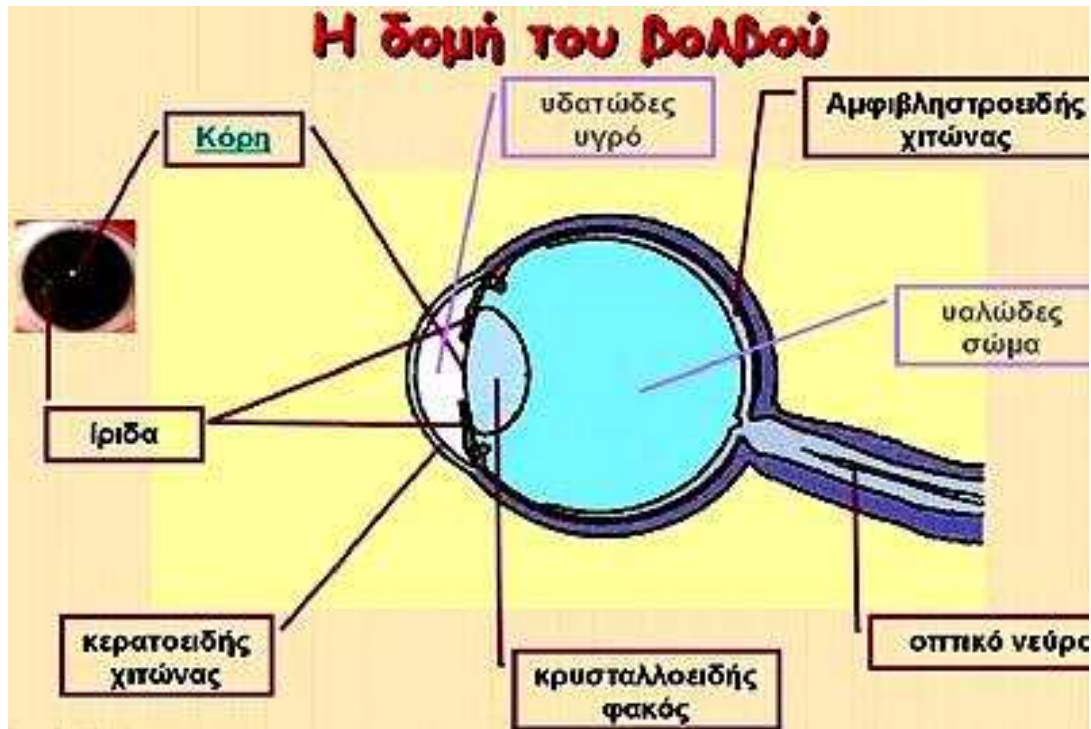 Η δομή του βολβού
υδατώδες
υγρό
Αμφιβληστροειδής
χιτώνας
Κόρη
υαλώδες
σώμα
ίριδα
κερατοειδής
χιτώνας
κρυσταλλοειδής
φακός
οπτικό νεύρο